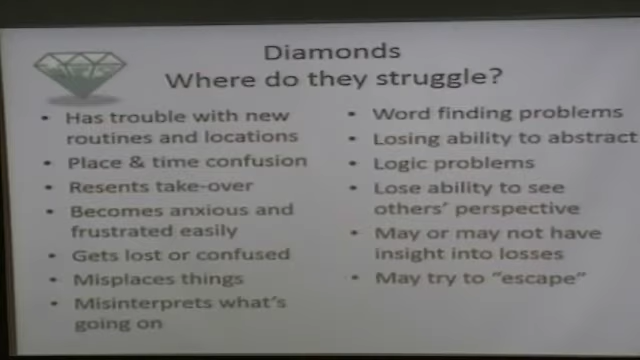 Diamonds
Where do they struggle?
• Has trouble with new
routines and locations
• Place & time confusion
• Resents take-over
• Becomes anxious and
frustrated easily
• Gets lost or confused
• Misplaces things
• Misinterprets what's
going on
• Word finding problems
• Losing ability to abstract
• Logic problems
• Lose ability to see
others' perspective
• May or may not have
insight into losses
• May try to "escape"